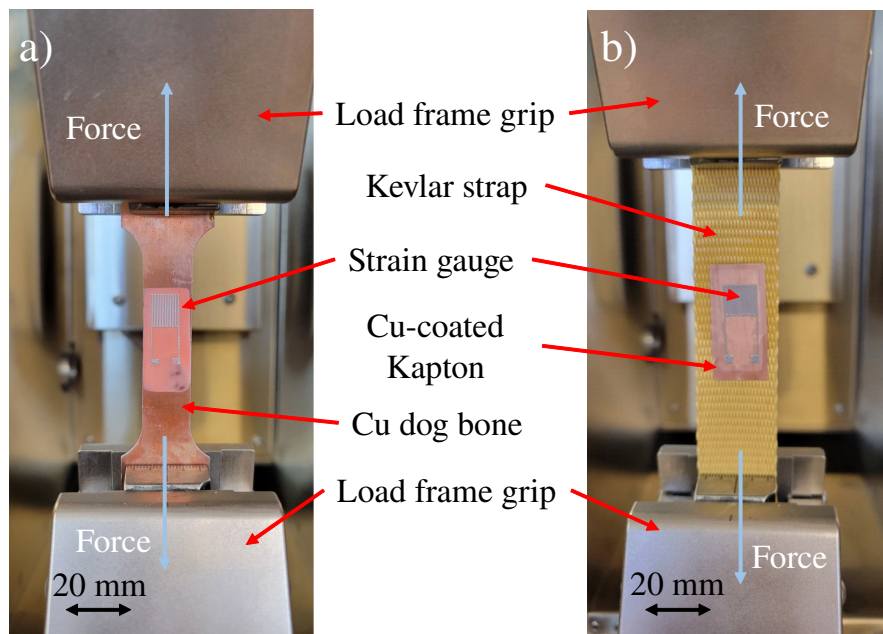 a)
b)
Force
Load frame grip
Force
Kevlar strap
Strain gauge
Cu-coated
Kapton
Cu dog bone
Load frame grip
Force
Force
20 mm
20 mm